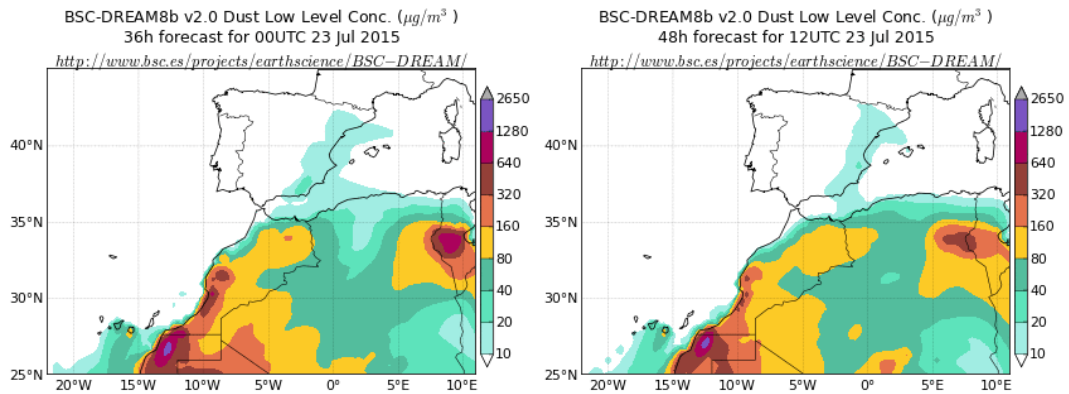 BSC-DREAM8b v2.0 Dust Low Level Conc. (μg/m³ )
36h forecast for 00UTC 23 Jul 2015
http://www.bsc.es/projects/earthscience/BSC−DREAM/
40°N
35°N
30°N
25°N
20°W 15°W 10°W 5°W 0° 5°E 10°E
2650
1280
640
320
160
80
40
20
10
BSC-DREAM8b v2.0 Dust Low Level Conc. (μg/m³ )
48h forecast for 12UTC 23 Jul 2015
http://www.bsc.es/projects/earthscience/BSC−DREAM/
40°N
35°N
30°N
25°N
20°W 15°W 10°W 5°W 0° 5°E 10°E
2650
1280
640
320
160
80
40
20
10